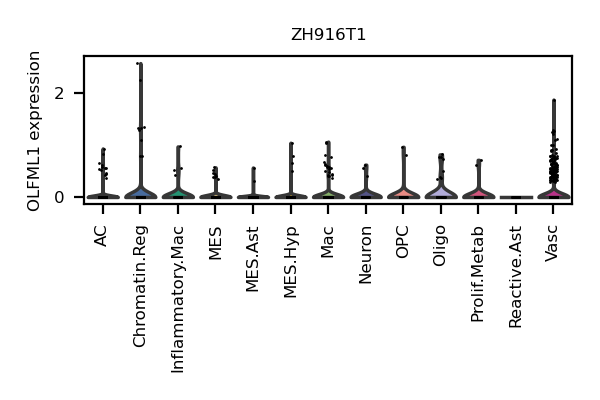 ZH916T1
OLFML1 expression
2
0
AC
Chromatin.Reg
Inflammatory.Mac
MES
MES.Ast
MES.Hyp
Mac
Neuron
OPC
Oligo
Prolif.Metab
Reactive.Ast
Vasc